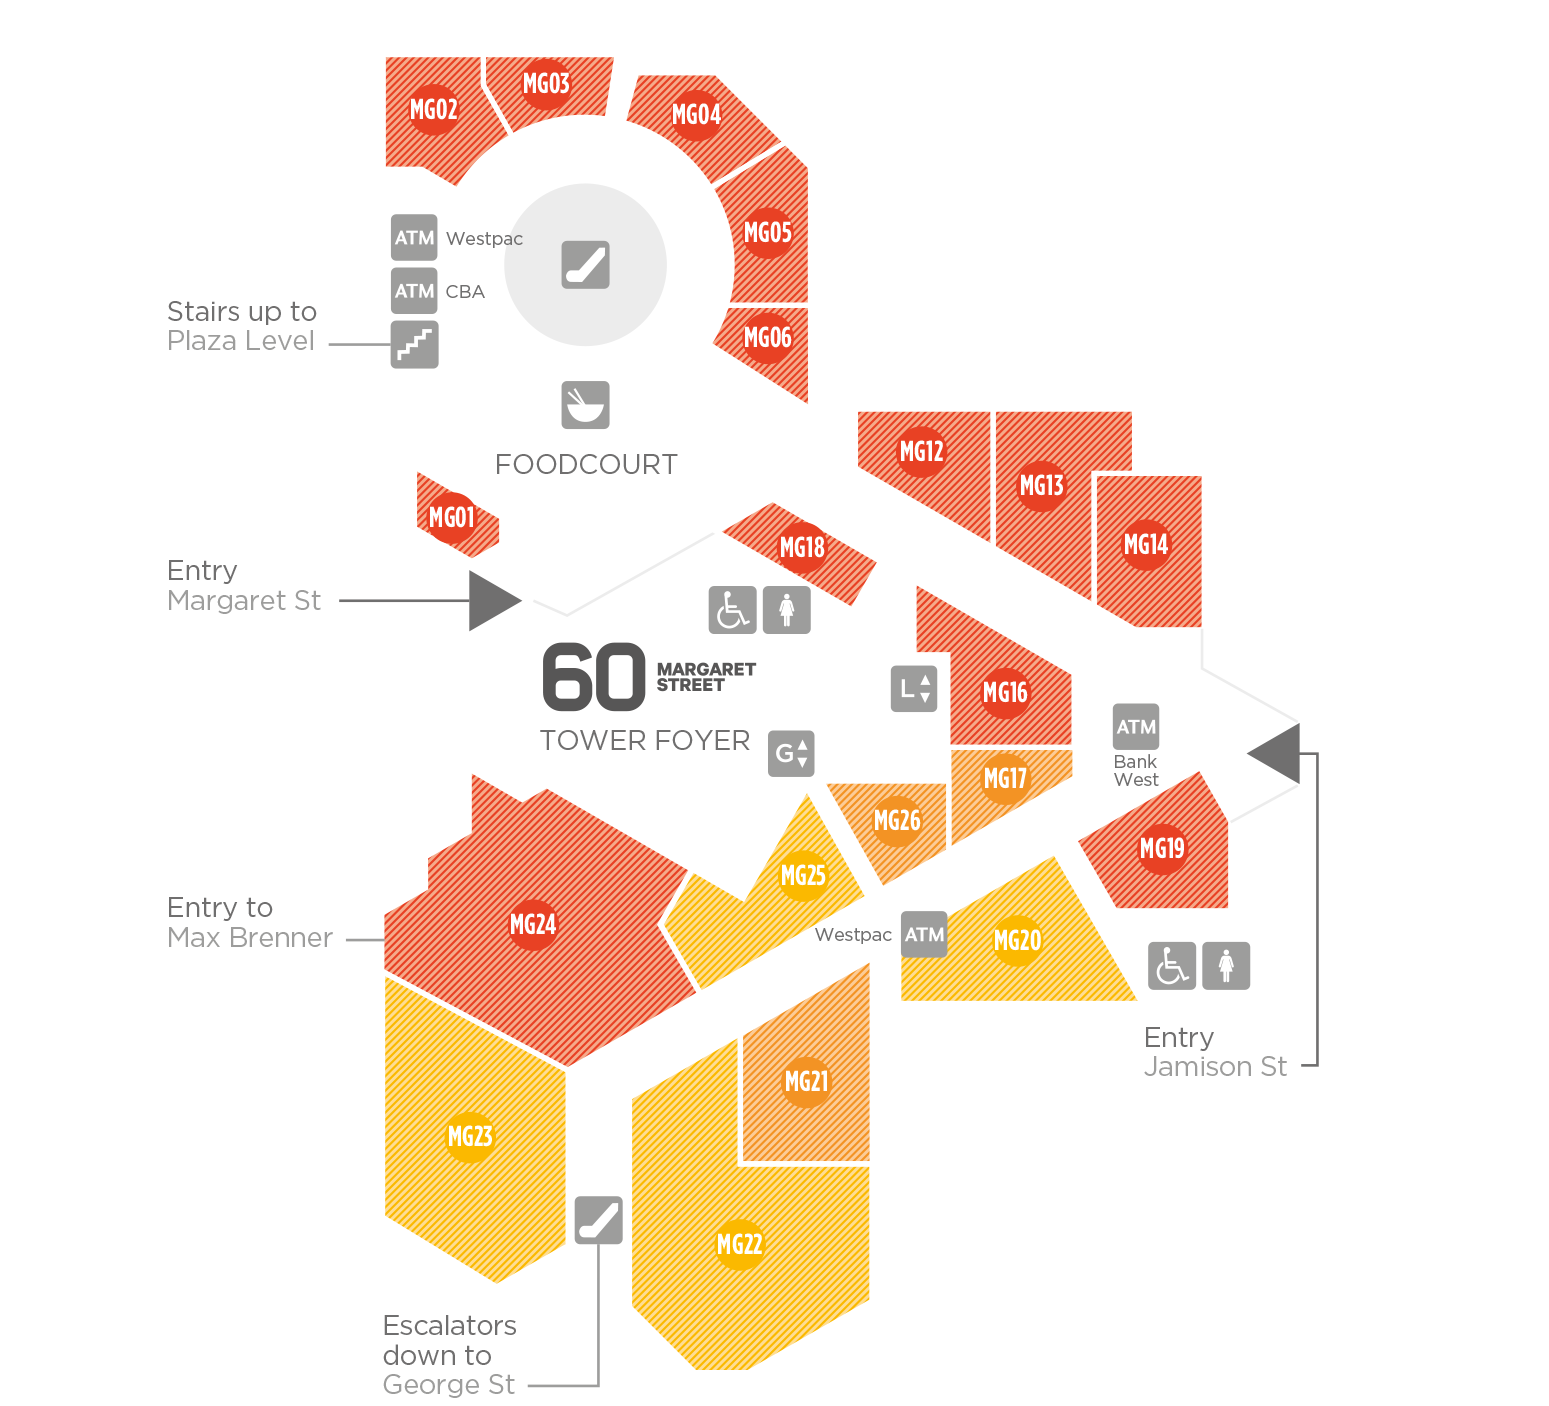 MG02
MG03
MG04
MG05
MG06
ATM Westpac
ATM CBA
Stairs up to
Plaza Level
FOODCOURT
MG12
MG13
MG14
MG01
MG18
Entry
Margaret St
60 MARGARET
STREET
TOWER FOYER
L
G
MG16
MG17
ATM
Bank
West
MG26
MG25
MG19
MG24
Entry to
Max Brenner
Westpac ATM
MG20
Entry
Jamison St
MG21
MG23
MG22
Escalators
down to
George St